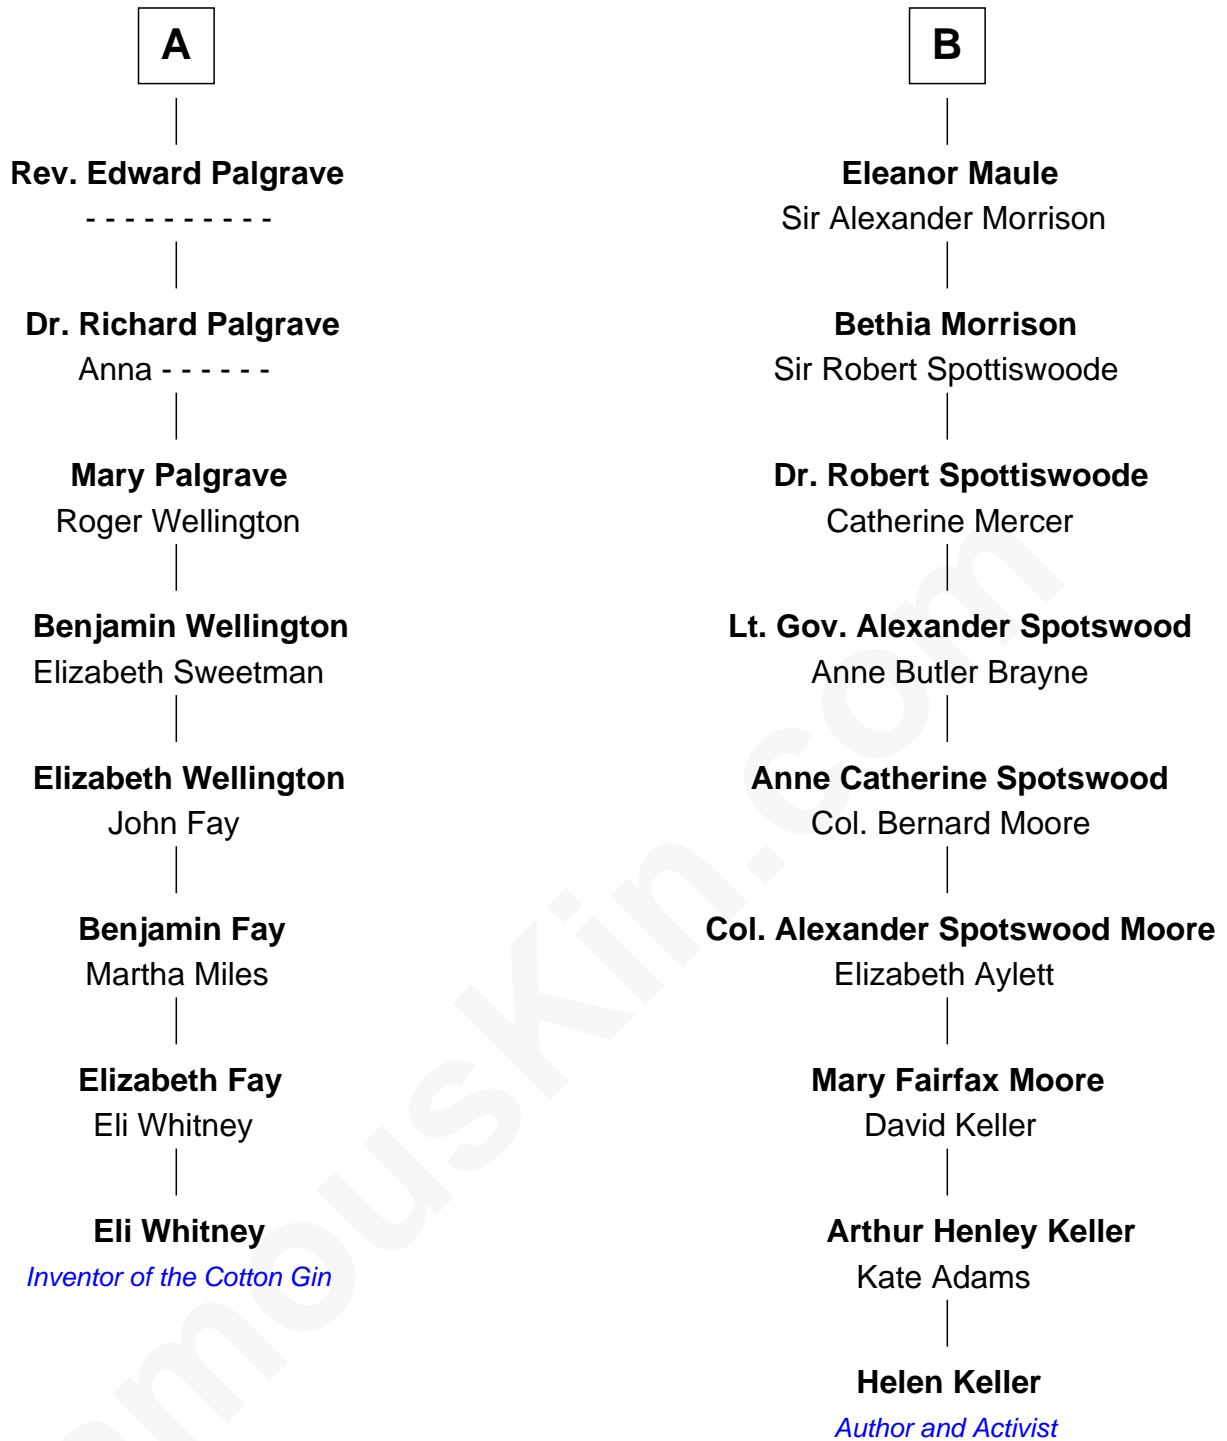 A
Rev. Edward Palgrave
- - - - - - - - - -
Dr. Richard Palgrave
Anna - - - - - -
Mary Palgrave
Roger Wellington
Benjamin Wellington
Elizabeth Sweetman
Elizabeth Wellington
John Fay
Benjamin Fay
Martha Miles
Elizabeth Fay
Eli Whitney
Eli Whitney
Inventor of the Cotton Gin
B
Eleanor Maule
Sir Alexander Morrison
Bethia Morrison
Sir Robert Spottiswoode
Dr. Robert Spottiswoode
Catherine Mercer
Lt. Gov. Alexander Spotswood
Anne Butler Brayne
Anne Catherine Spotswood
Col. Bernard Moore
Col. Alexander Spotswood Moore
Elizabeth Aylett
Mary Fairfax Moore
David Keller
Arthur Henley Keller
Kate Adams
Helen Keller
Author and Activist
amouskin.com